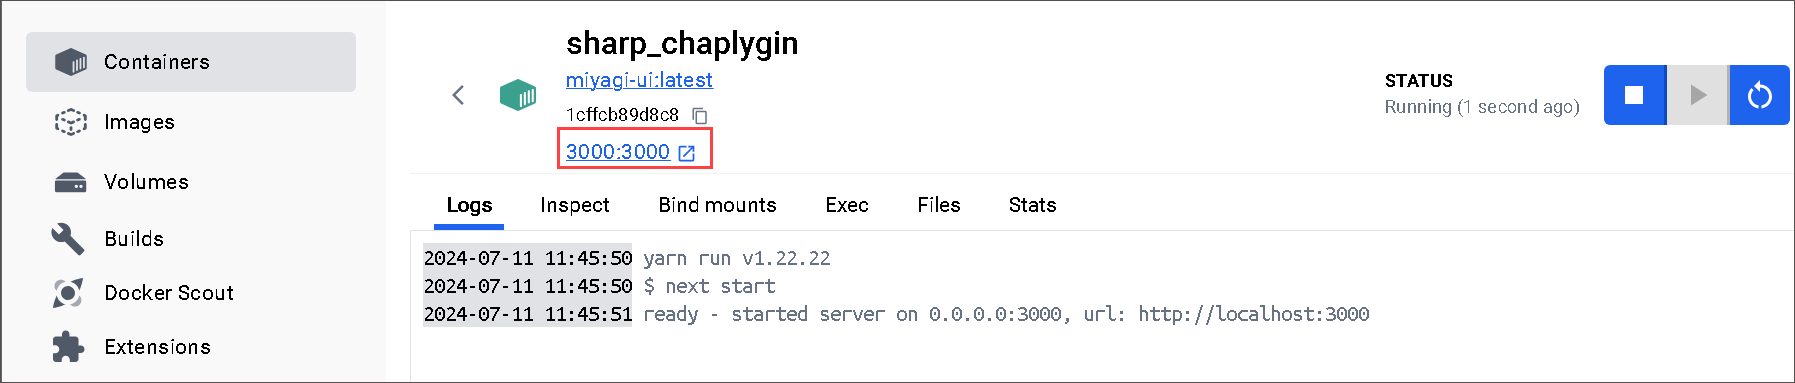 Containers
Images
Volumes
Builds
Docker Scout
Extensions
sharp_chaplygin
miyagi-ui:latest
1cffcb89d8c8
3000:3000
STATUS
Running (1 second ago)
Logs Inspect Bind mounts Exec Files Stats
2024-07-11 11:45:50 yarn run v1.22.22
2024-07-11 11:45:50 $ next start
2024-07-11 11:45:51 ready - started server on 0.0.0.0:3000, url: http://localhost:3000